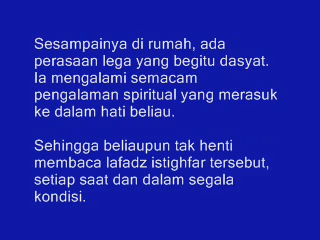 Sesampainya di rumah, ada
perasaan lega yang begitu dasyat.
Ia mengalami semacam
pengalaman spiritual yang merasuk
ke dalam hati beliau.
Sehingga beliaupun tak henti
membaca lafadz istighfar tersebut,
setiap saat dan dalam segala
kondisi.